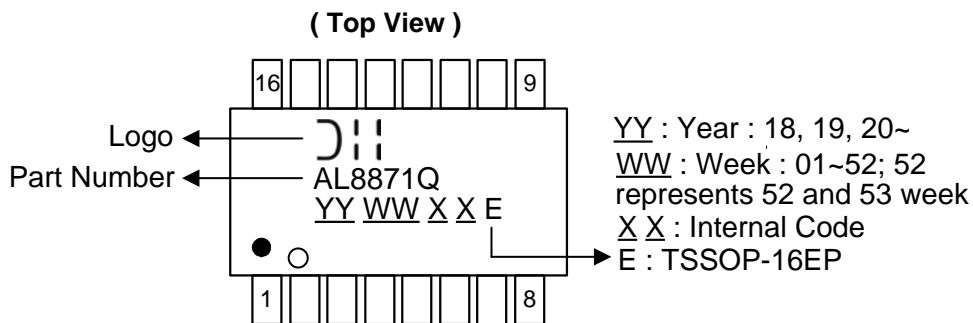 ( Top View )
16 9
Logo
Part Number
AL8871Q
YY WW X X E
1 8
YY : Year : 18, 19, 20~
WW : Week : 01~52; 52
represents 52 and 53 week
X X : Internal Code
E : TSSOP-16EP